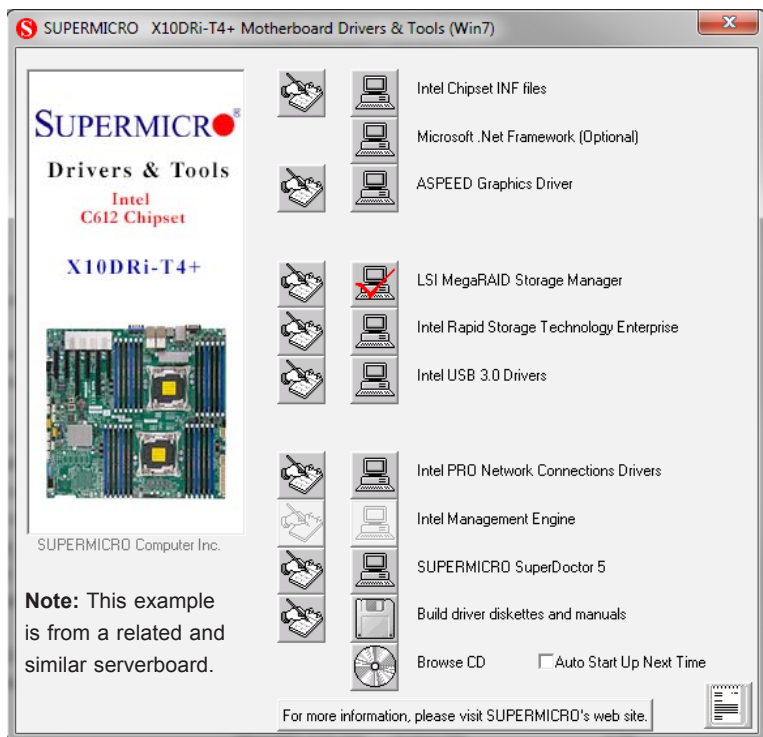 SUPERMICRO X10DRi-T4+ Motherboard Drivers & Tools (Win7)
SUPERMICRO®
Drivers & Tools
Intel
C612 Chipset
X10DRi-T4+
SUPERMICRO Computer Inc.
Note: This example
is from a related and
similar serverboard.
Intel Chipset INF files
Microsoft .Net Framework (Optional)
ASPEED Graphics Driver
LSI MegaRAID Storage Manager
Intel Rapid Storage Technology Enterprise
Intel USB 3.0 Drivers
Intel PRO Network Connections Drivers
Intel Management Engine
SUPERMICRO SuperDoctor 5
Build driver diskettes and manuals
Browse CD Auto Start Up Next Time
For more information, please visit SUPERMICRO's web site.